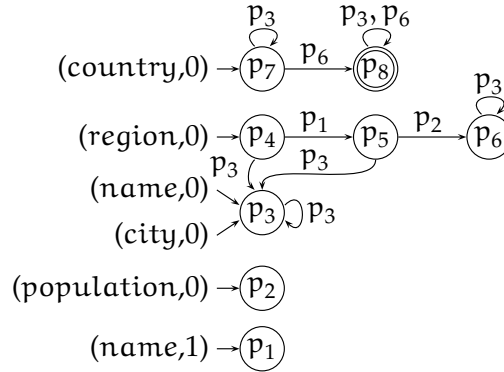 p₃ p₃, p₆
(country,0) p₇ p₆ p₈
p₃
(region,0) p₄ p₁ p₅ p₂ p₆
p₃ p₃
(name,0)
p₃ p₃
(city,0)
(population,0) p₂
(name,1) p₁